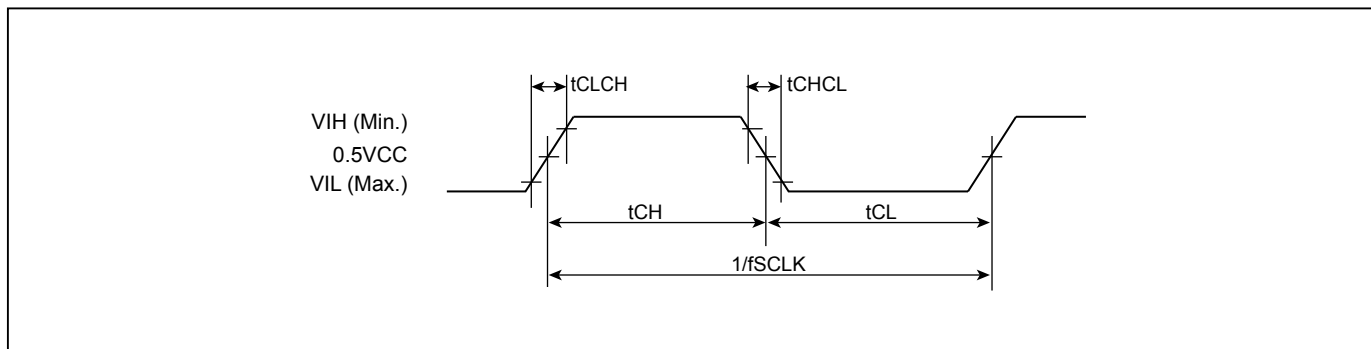 tCLCH
tCHCL
VIH (Min.)
0.5VCC
VIL (Max.)
tCH
tCL
1/fSCLK